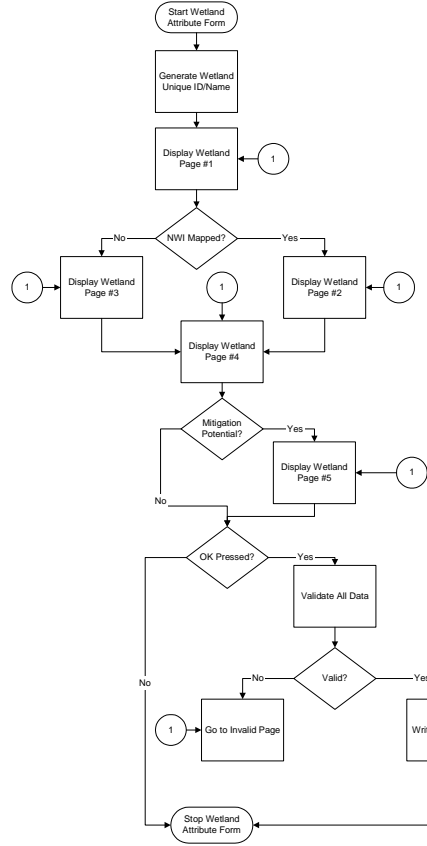 Start Wetland
Attribute Form
Generate Wetland
Unique ID/Name
Display Wetland
Page #1
1
NWI Mapped?
No
Yes
1
Display Wetland
Page #3
1
Display Wetland
Page #2
1
Display Wetland
Page #4
Mitigation
Potential?
Yes
Display Wetland
Page #5
1
No
OK Pressed?
Yes
Validate All Data
No
Valid?
No
Yes
1
Go to Invalid Page
Stop Wetland
Attribute Form